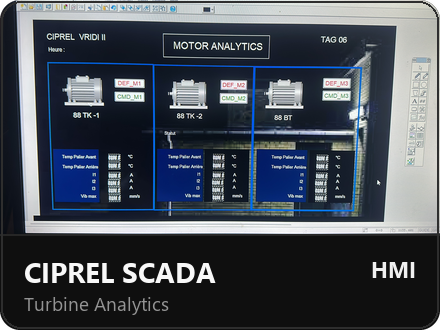 CIPREL VRIDI II
MOTOR ANALYTICS
TAG 06
Heure :
DEF_M1
CMD_M1
DEF_M2
CMD_M2
DEF_M3
CMD_M3
88 TK -1
88 TK -2
88 BT
Statut
Temp Palier Avant °C
Temp Palier Arrière °C
I1 A
I2 A
I3 A
Vib max mm/s
Temp Palier Avant °C
Temp Palier Arrière °C
I1 A
I2 A
I3 A
Vib max mm/s
Temp Palier Avant °C
Temp Palier Arrière °C
I1 A
I2 A
I3 A
Vib max mm/s
CIPREL SCADA
HMI
Turbine Analytics